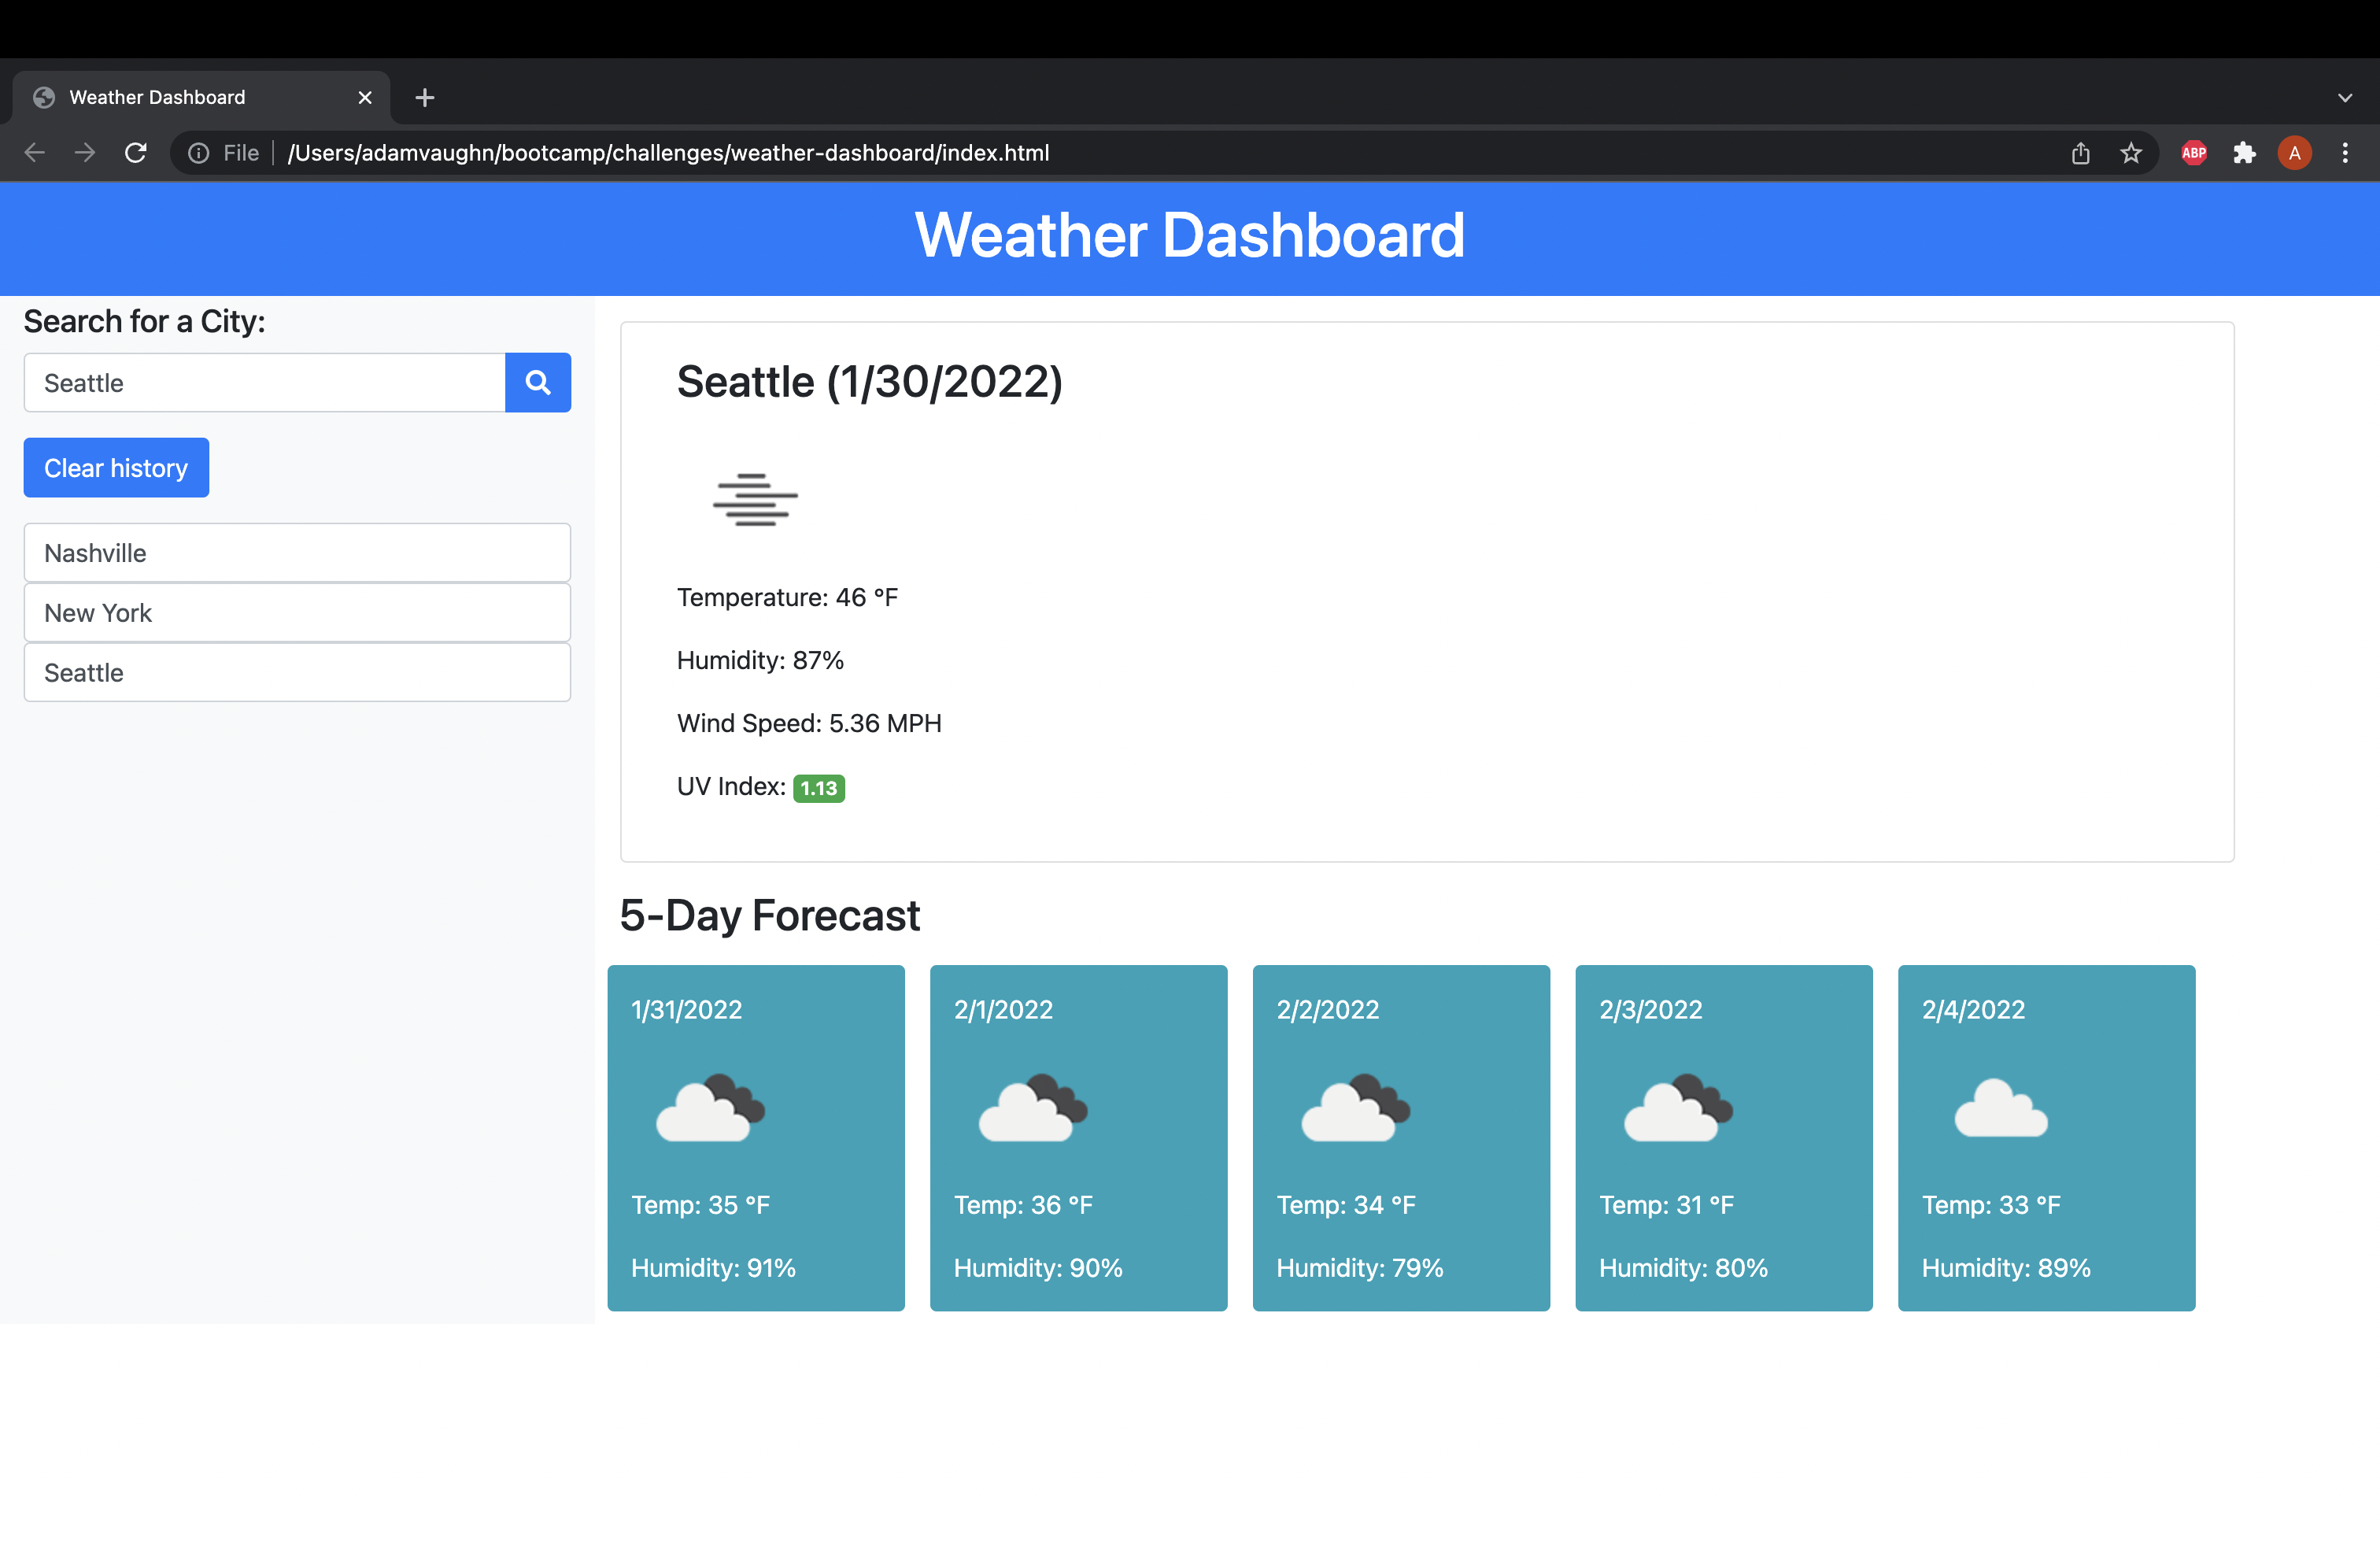 Weather Dashboard
File /Users/adamvaughn/bootcamp/challenges/weather-dashboard/index.html
ABP
A
Weather Dashboard
Search for a City:
Seattle
Clear history
Nashville
New York
Seattle
Seattle (1/30/2022)
Temperature: 46 °F
Humidity: 87%
Wind Speed: 5.36 MPH
UV Index: 1.13
5-Day Forecast
1/31/2022
Temp: 35 °F
Humidity: 91%
2/1/2022
Temp: 36 °F
Humidity: 90%
2/2/2022
Temp: 34 °F
Humidity: 79%
2/3/2022
Temp: 31 °F
Humidity: 80%
2/4/2022
Temp: 33 °F
Humidity: 89%